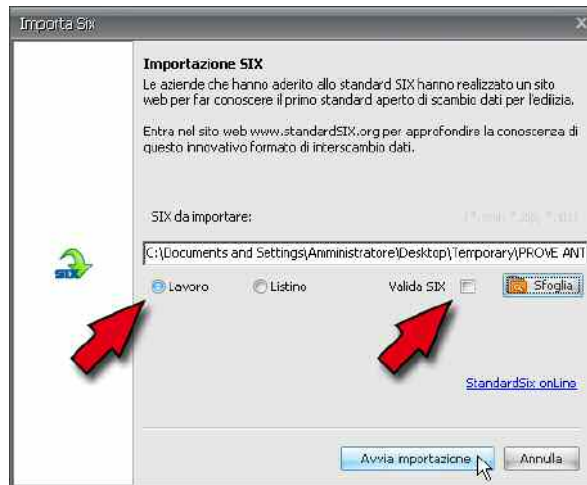 Importa Six
Importazione SIX
Le aziende che hanno aderito allo standard SIX hanno realizzato un sito
web per far conoscere il primo standard aperto di scambio dati per l'edilizia.
Entra nel sito web www.standardSIX.org per approfondire la conoscenza di
questo innovativo formato di interscambio dati.
SIX da importare:
C:\Documents and Settings\Amministratore\Desktop\Temporary\PROVE ANT
Lavoro Listino Valida SIX Sfoglia
SIX
StandardSix onLine
Avvia importazione Annulla